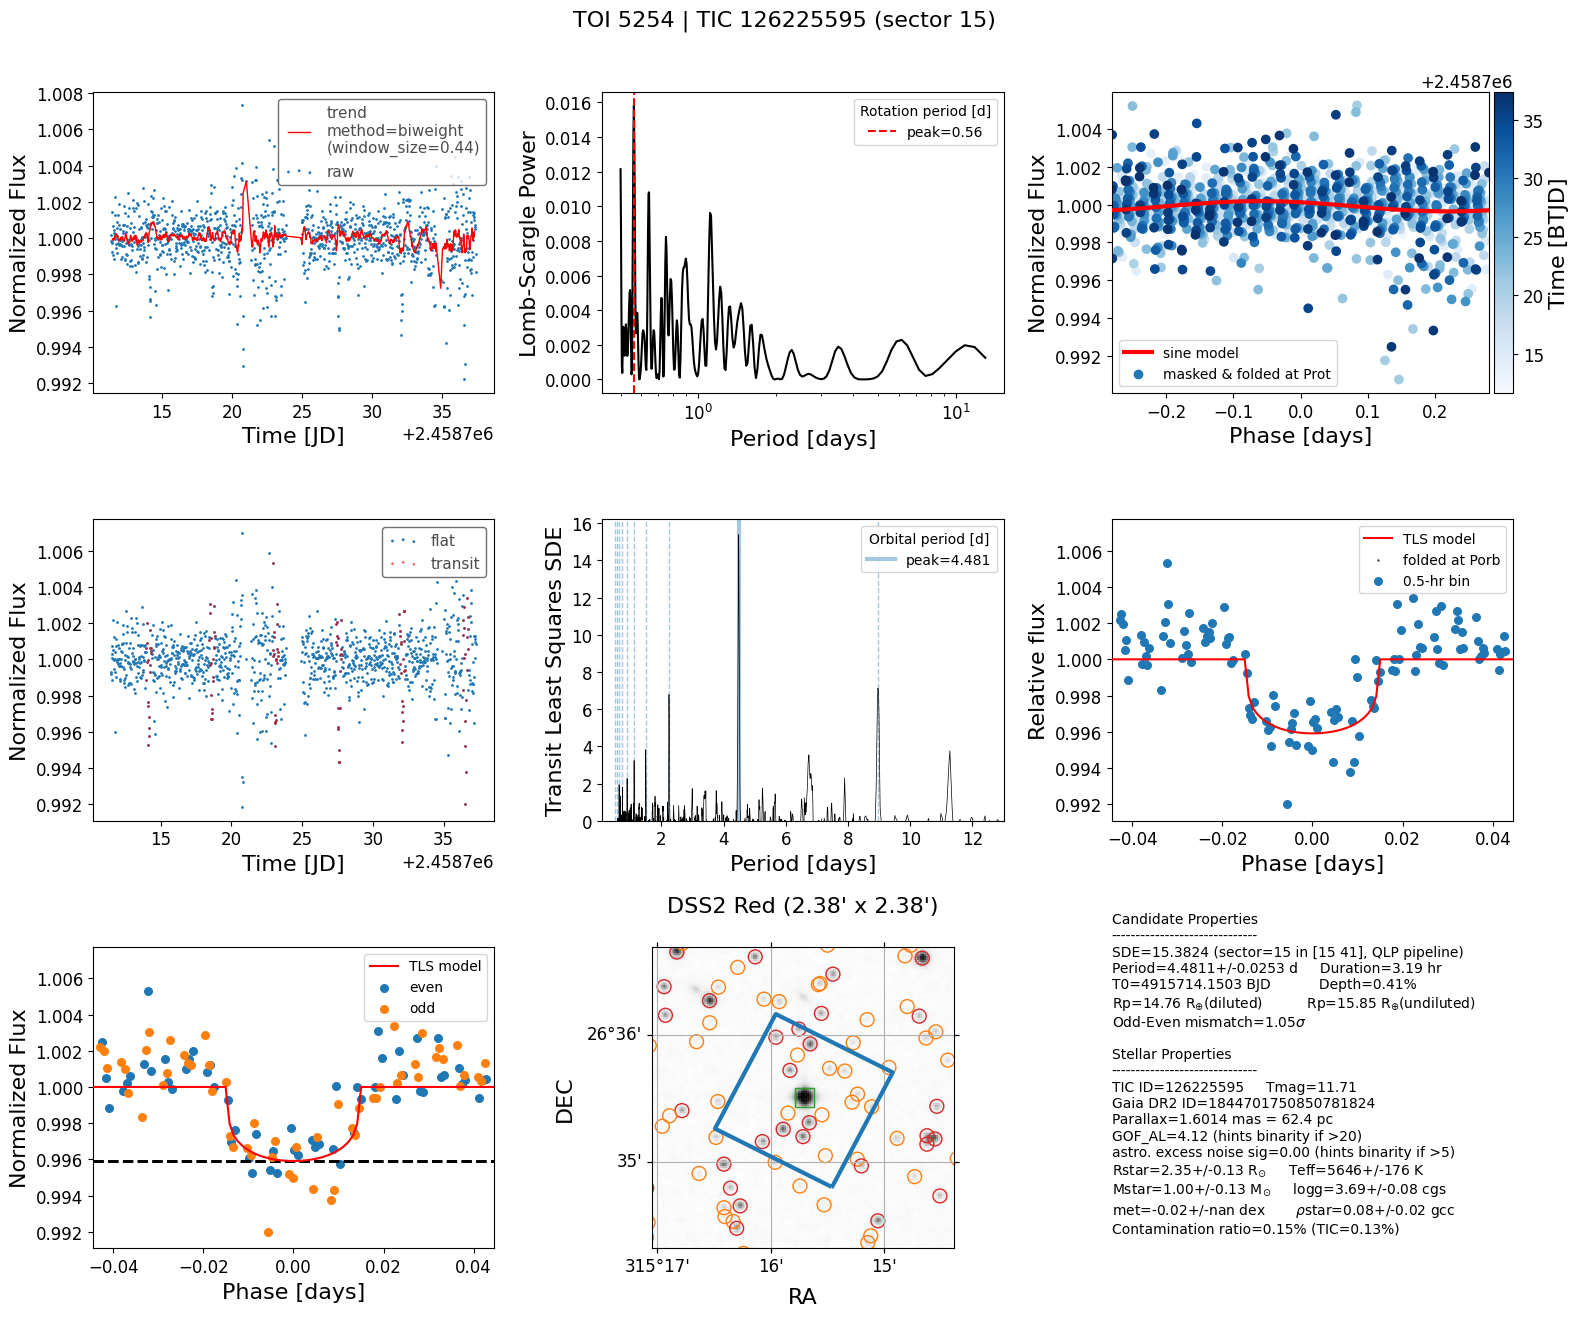 TOI 5254 | TIC 126225595 (sector 15)
Normalized Flux
1.008
1.006
1.004
1.002
1.000
0.998
0.996
0.994
0.992
trend
method=biweight
(window_size=0.44)
raw
15
20
25
30
35
Time [JD]
+2.4587e6
Lomb-Scargle Power
0.016
0.014
0.012
0.010
0.008
0.006
0.004
0.002
0.000
Rotation period [d]
peak=0.56
10⁰
10¹
Period [days]
Normalized Flux
1.004
1.002
1.000
0.998
0.996
0.994
0.992
sine model
masked & folded at Prot
−0.2
−0.1
0.0
0.1
0.2
Phase [days]
+2.4587e6
35
30
25
20
15
Time [BTJD]
Normalized Flux
1.006
1.004
1.002
1.000
0.998
0.996
0.994
0.992
flat
transit
15
20
25
30
35
Time [JD]
+2.4587e6
Transit Least Squares SDE
16
14
12
10
8
6
4
2
0
Orbital period [d]
peak=4.481
2
4
6
8
10
12
Period [days]
Relative flux
1.006
1.004
1.002
1.000
0.998
0.996
0.994
0.992
TLS model
folded at Porb
0.5-hr bin
−0.04
−0.02
0.00
0.02
0.04
Phase [days]
Normalized Flux
1.006
1.004
1.002
1.000
0.998
0.996
0.994
0.992
TLS model
even
odd
−0.04
−0.02
0.00
0.02
0.04
Phase [days]
DSS2 Red (2.38' x 2.38')
DEC
26°36'
35'
315°17'
16'
15'
RA
Candidate Properties
------------------------------
SDE=15.3824 (sector=15 in [15 41], QLP pipeline)
Period=4.4811+/-0.0253 d Duration=3.19 hr
T0=4915714.1503 BJD Depth=0.41%
Rp=14.76 R⊕(diluted) Rp=15.85 R⊕(undiluted)
Odd-Even mismatch=1.05σ
Stellar Properties
------------------------------
TIC ID=126225595 Tmag=11.71
Gaia DR2 ID=1844701750850781824
Parallax=1.6014 mas = 62.4 pc
GOF_AL=4.12 (hints binarity if >20)
astro. excess noise sig=0.00 (hints binarity if >5)
Rstar=2.35+/-0.13 R⊙ Teff=5646+/-176 K
Mstar=1.00+/-0.13 M⊙ logg=3.69+/-0.08 cgs
met=-0.02+/-nan dex ρstar=0.08+/-0.02 gcc
Contamination ratio=0.15% (TIC=0.13%)